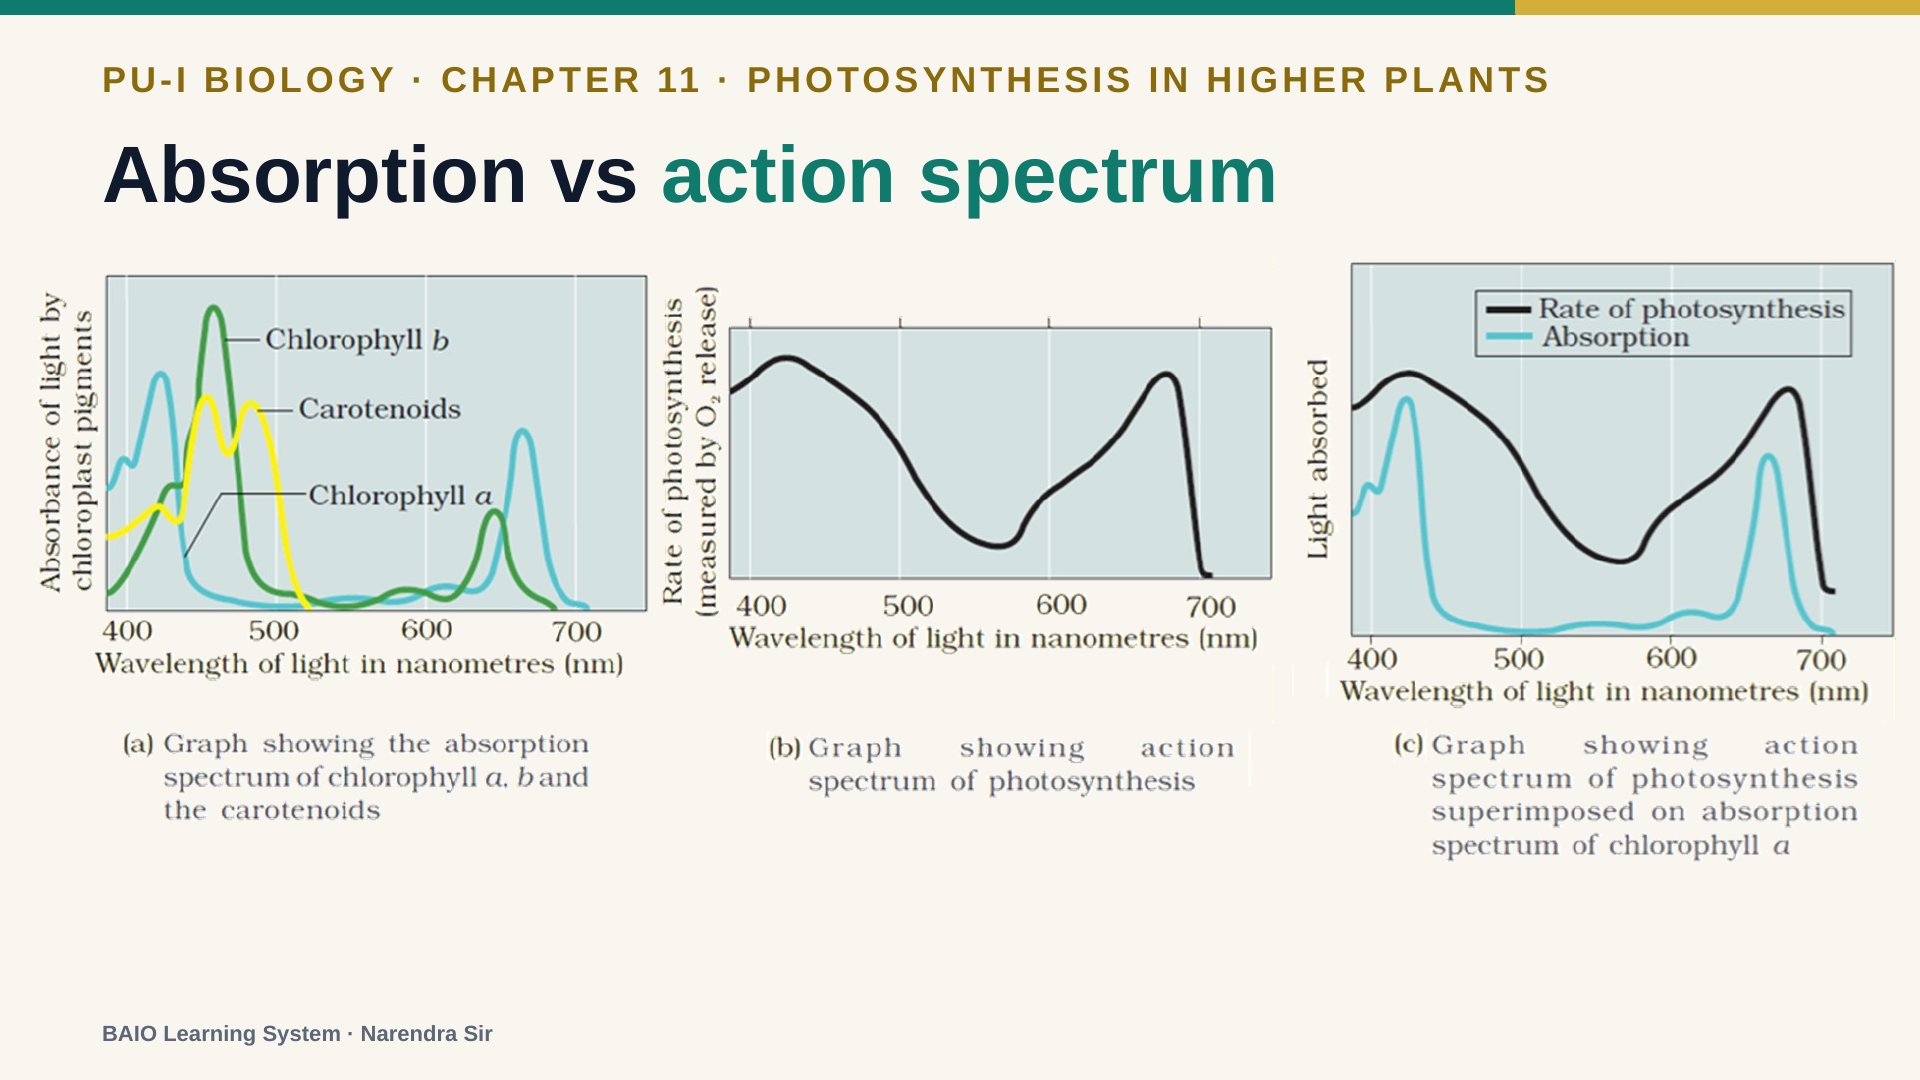 PU-I BIOLOGY · CHAPTER 11 · PHOTOSYNTHESIS IN HIGHER PLANTS
Absorption vs action spectrum
Absorbance of light by
chloroplast pigments
Chlorophyll b
Carotenoids
Chlorophyll a
400 500 600 700
Wavelength of light in nanometres (nm)
(a) Graph showing the absorption
spectrum of chlorophyll a, b and
the carotenoids
Rate of photosynthesis
(measured by O₂ release)
400 500 600 700
Wavelength of light in nanometres (nm)
(b) Graph showing action
spectrum of photosynthesis
Light absorbed
Rate of photosynthesis
Absorption
400 500 600 700
Wavelength of light in nanometres (nm)
(c) Graph showing action
spectrum of photosynthesis
superimposed on absorption
spectrum of chlorophyll a
BAIO Learning System · Narendra Sir